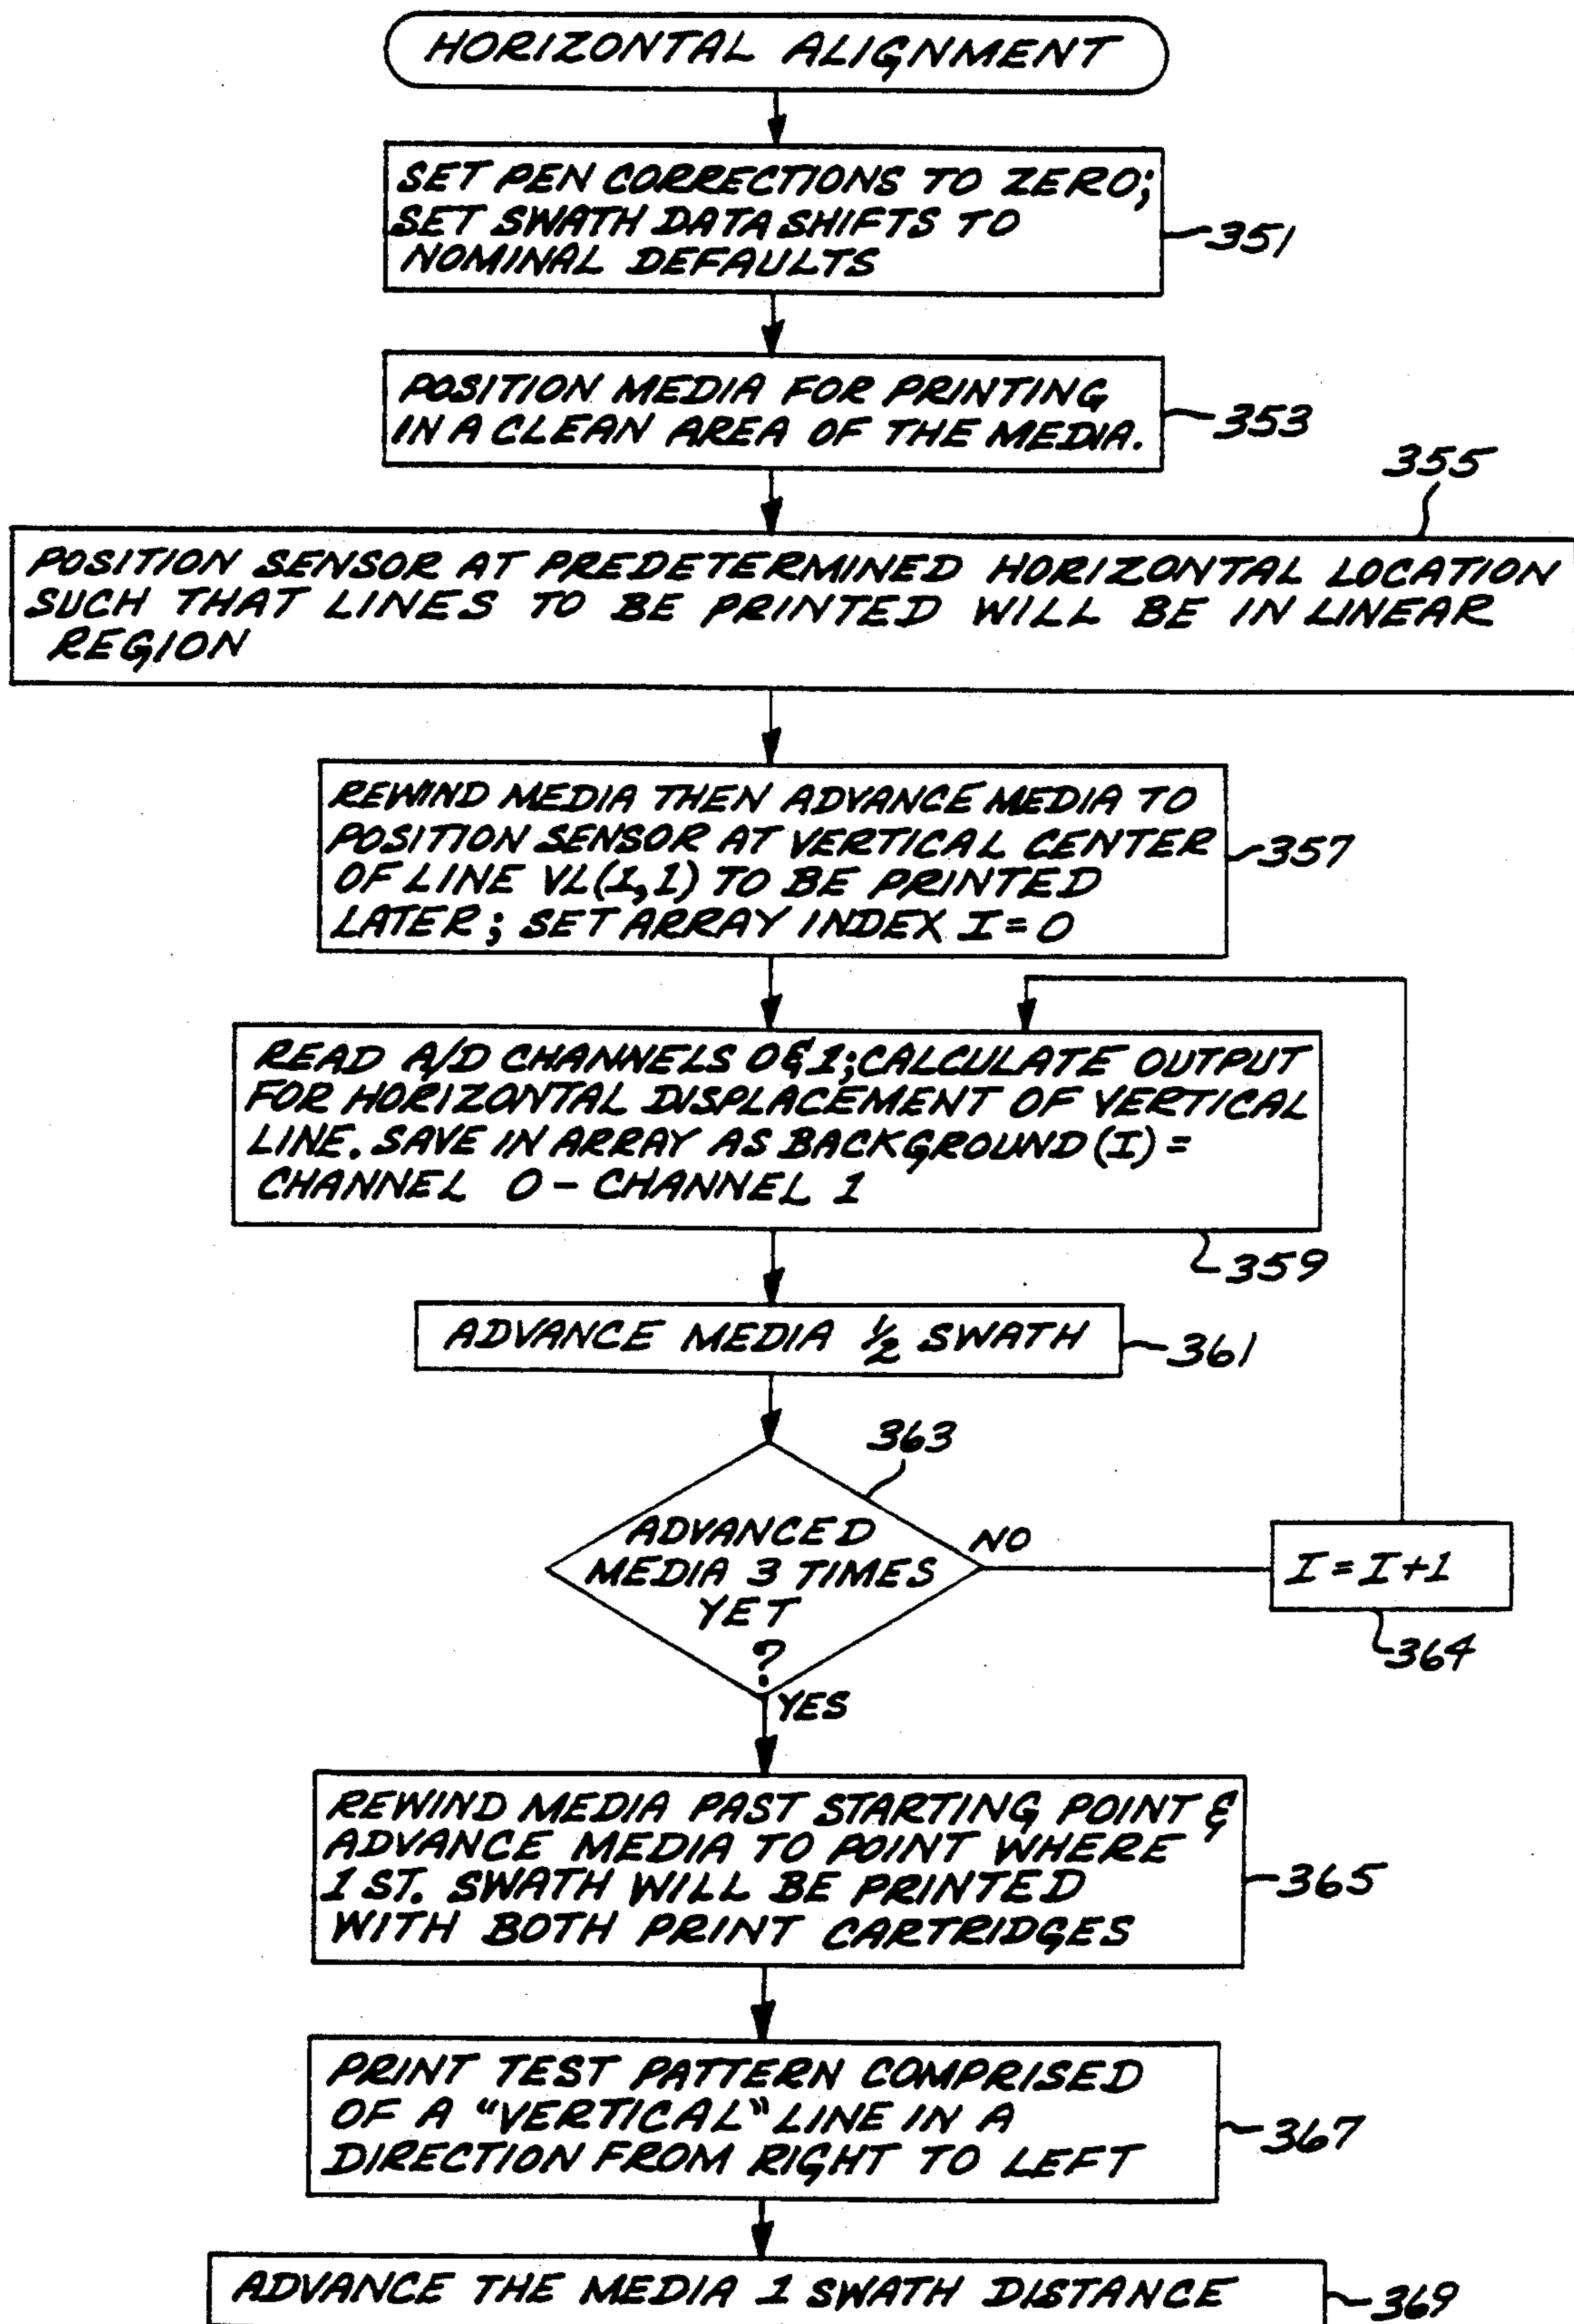 HORIZONTAL ALIGNMENT
SET PEN CORRECTIONS TO ZERO;
SET SWATH DATA SHIFTS TO
NOMINAL DEFAULTS
351
POSITION MEDIA FOR PRINTING
IN A CLEAN AREA OF THE MEDIA.
353
355
POSITION SENSOR AT PREDETERMINED HORIZONTAL LOCATION
SUCH THAT LINES TO BE PRINTED WILL BE IN LINEAR
REGION
REWIND MEDIA THEN ADVANCE MEDIA TO
POSITION SENSOR AT VERTICAL CENTER
OF LINE VL(1,1) TO BE PRINTED
LATER; SET ARRAY INDEX I=0
357
READ A/D CHANNELS 0&1; CALCULATE OUTPUT
FOR HORIZONTAL DISPLACEMENT OF VERTICAL
LINE. SAVE IN ARRAY AS BACKGROUND (I) =
CHANNEL 0 - CHANNEL 1
359
ADVANCE MEDIA 1/2 SWATH
361
363
ADVANCED
MEDIA 3 TIMES
YET
?
NO
I=I+1
364
YES
REWIND MEDIA PAST STARTING POINT &
ADVANCE MEDIA TO POINT WHERE
1 ST. SWATH WILL BE PRINTED
WITH BOTH PRINT CARTRIDGES
365
PRINT TEST PATTERN COMPRISED
OF A "VERTICAL" LINE IN A
DIRECTION FROM RIGHT TO LEFT
367
ADVANCE THE MEDIA 1 SWATH DISTANCE
369